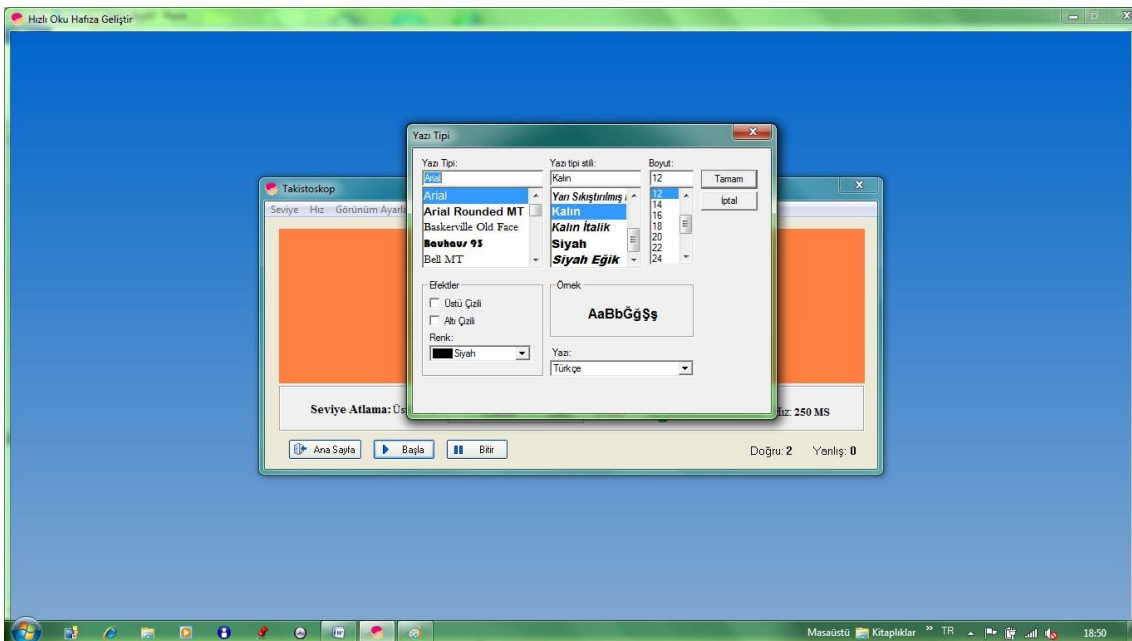 Hızlı Oku Hafıza Geliştir
Yazı Tipi
Yazı Tipi:
Yazı tipi stili:
Boyut:
Arial
Kalın
12
Tamam
İptal
Arial
Arial Rounded MT
Baskerville Old Face
Bauhaus 93
Bell MT
Yarı Sıkıştırılmış
Kalın
Kalın İtalik
Siyah
Siyah Eğik
12
14
16
18
20
22
24
Efektler
Üstü Çizili
Altı Çizili
Renk:
Siyah
Örnek
AaBbĞğŞş
Yazı:
Türkçe
Takistoskop
Seviye Hız Görünüm Ayarla
Seviye Atlama: Üs
Hız: 250 MS
Ana Sayfa
Başla
Bitir
Doğru: 2 Yanlış: 0
Masaüstü Kitaplıklar » TR 18:50